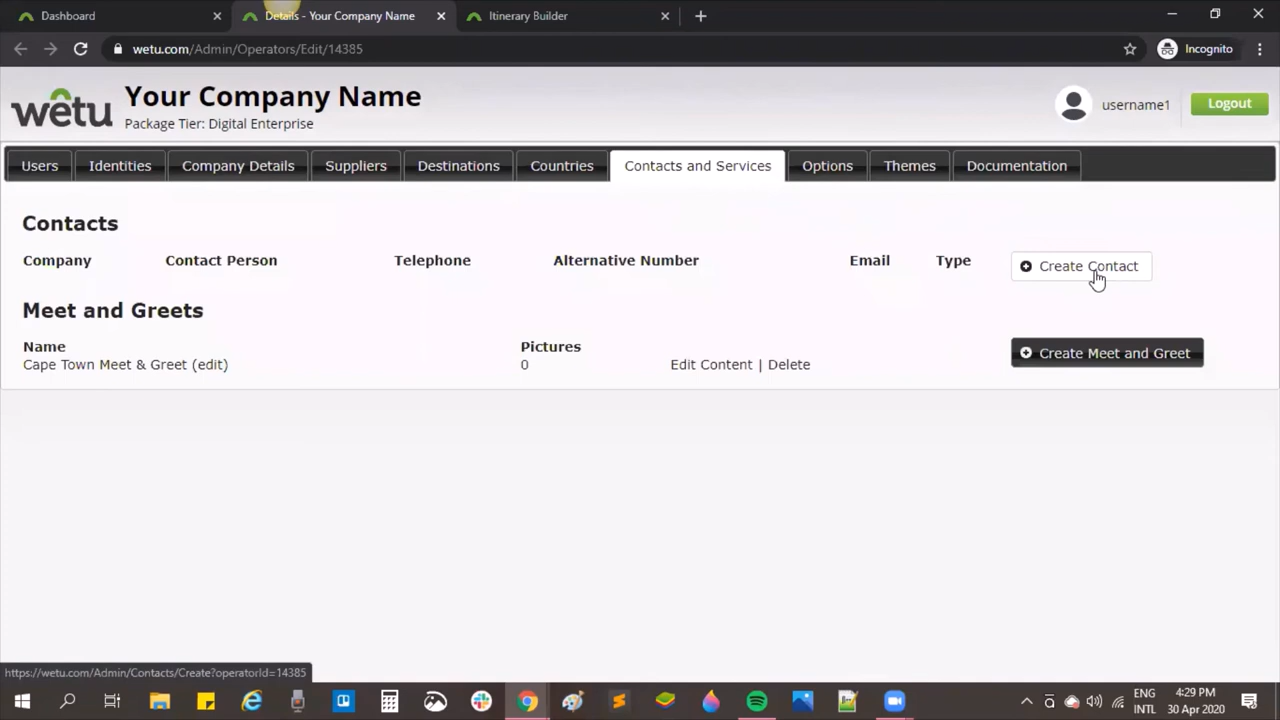 Dashboard
Details - Your Company Name
Itinerary Builder
wetu.com/Admin/Operators/Edit/14385
Incognito
wetu
Your Company Name
Package Tier: Digital Enterprise
username1
Logout
Users
Identities
Company Details
Suppliers
Destinations
Countries
Contacts and Services
Options
Themes
Documentation
Contacts
Company Contact Person Telephone Alternative Number Email Type
Create Contact
Meet and Greets
Name Pictures
Create Meet and Greet
Cape Town Meet & Greet (edit) 0 Edit Content | Delete
https://wetu.com/Admin/Contacts/Create?operatorId=14385
ENG
INTL
4:29 PM
30 Apr 2020